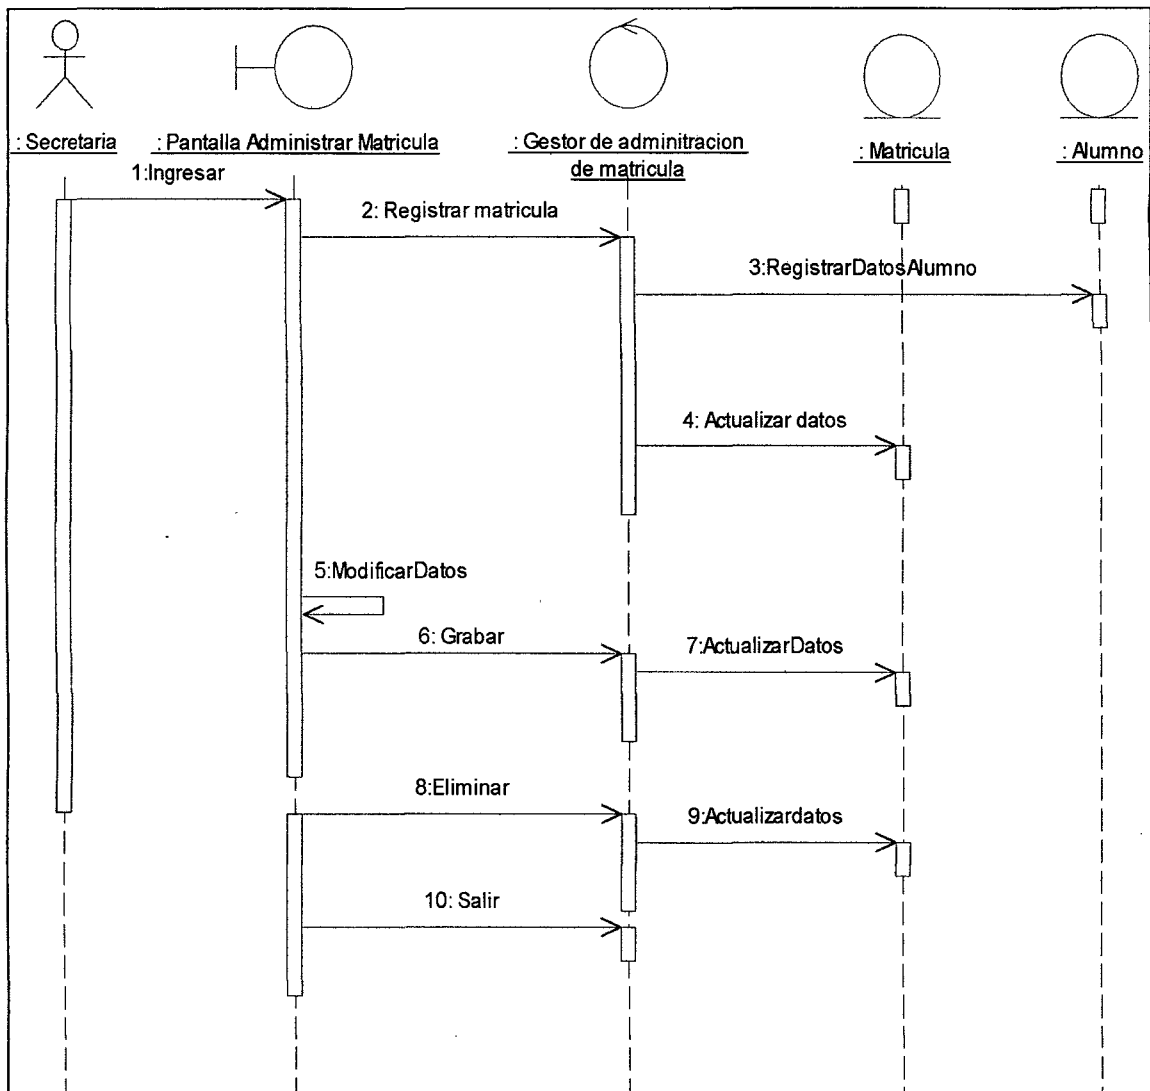 : Secretaria
: Pantalla Administrar Matricula
: Gestor de adminitracion
de matricula
: Matricula
: Alumno
1:Ingresar
2: Registrar matricula
3:RegistrarDatosAlumno
4: Actualizar datos
5:ModificarDatos
6: Grabar
7:ActualizarDatos
8:Eliminar
9:Actualizardatos
10: Salir